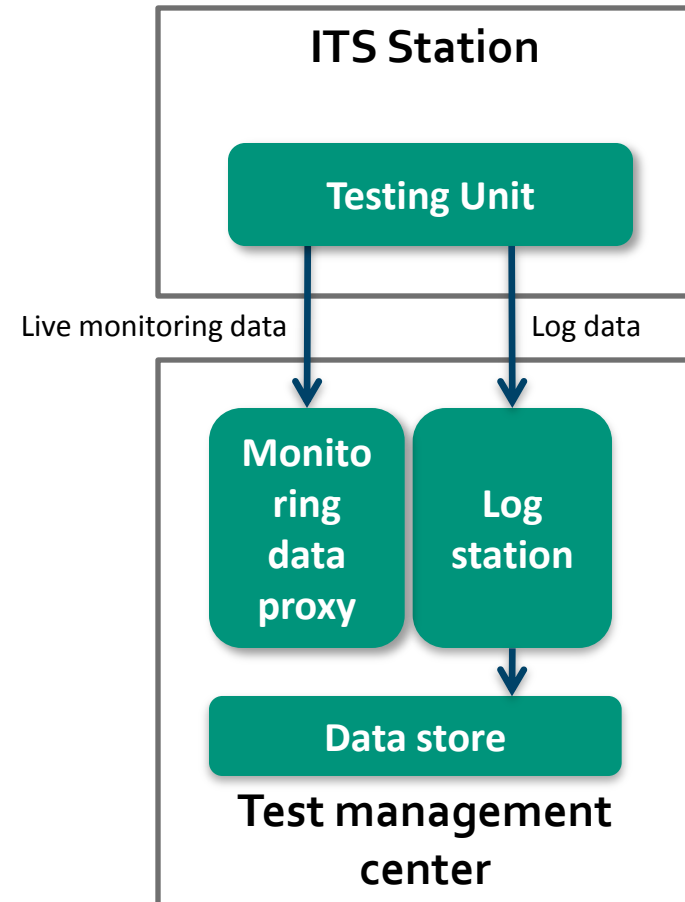 ITS Station
Testing Unit
Live monitoring data
Log data
Monito
ring
data
proxy
Log
station
Data store
Test management
center